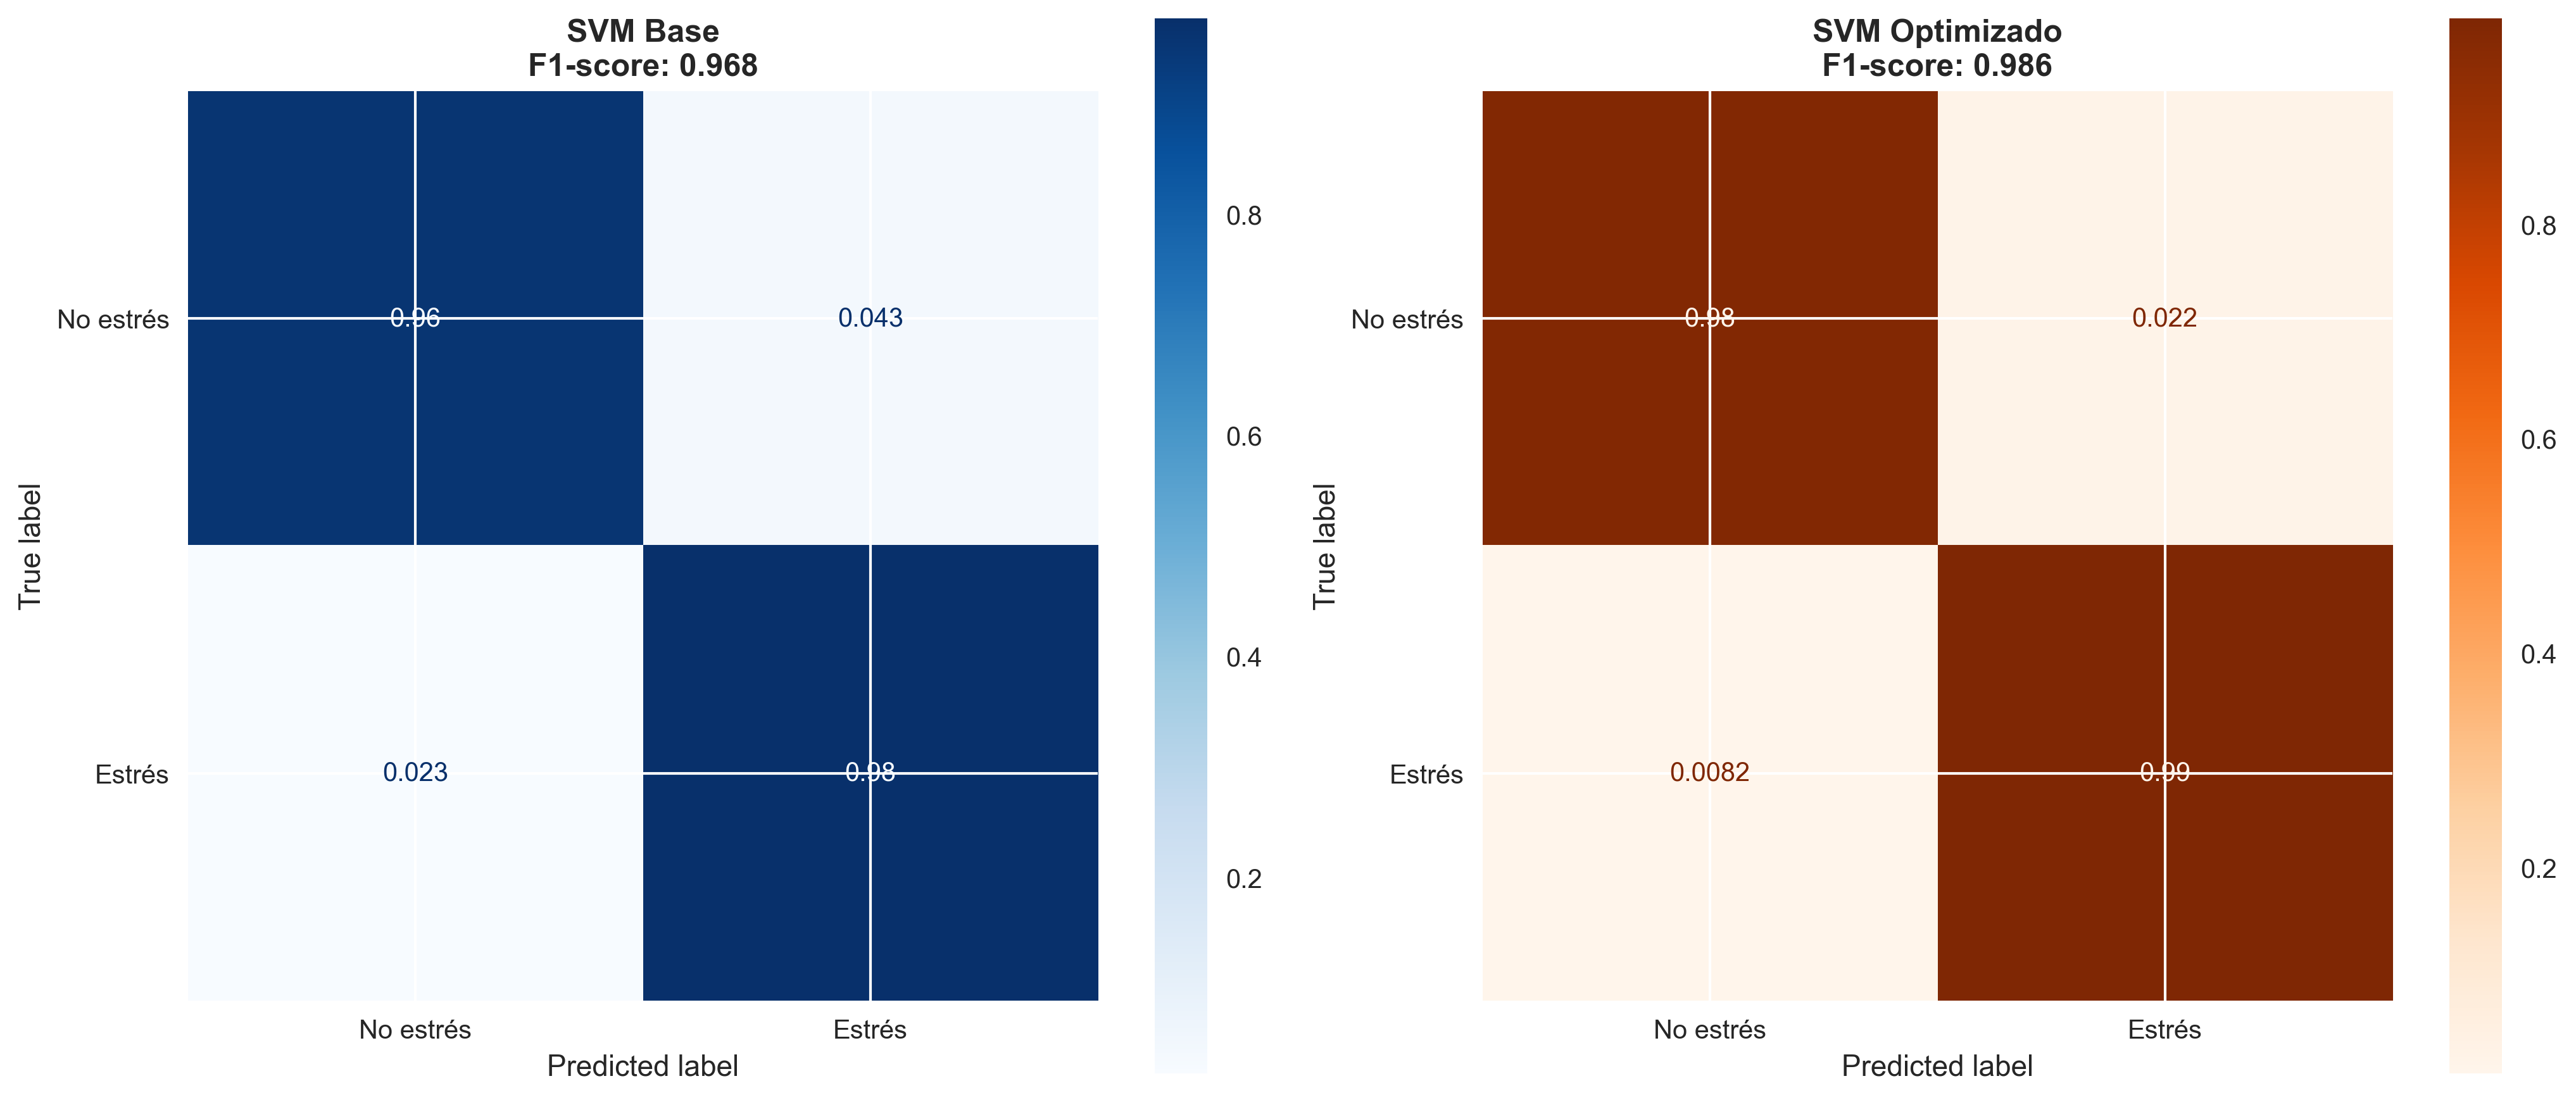 SVM Base
F1-score: 0.968
No estrés
Estrés
True label
0.96
0.043
0.023
0.98
No estrés
Estrés
Predicted label
0.8
0.6
0.4
0.2
SVM Optimizado
F1-score: 0.986
No estrés
Estrés
True label
0.98
0.022
0.0082
0.99
No estrés
Estrés
Predicted label
0.8
0.6
0.4
0.2